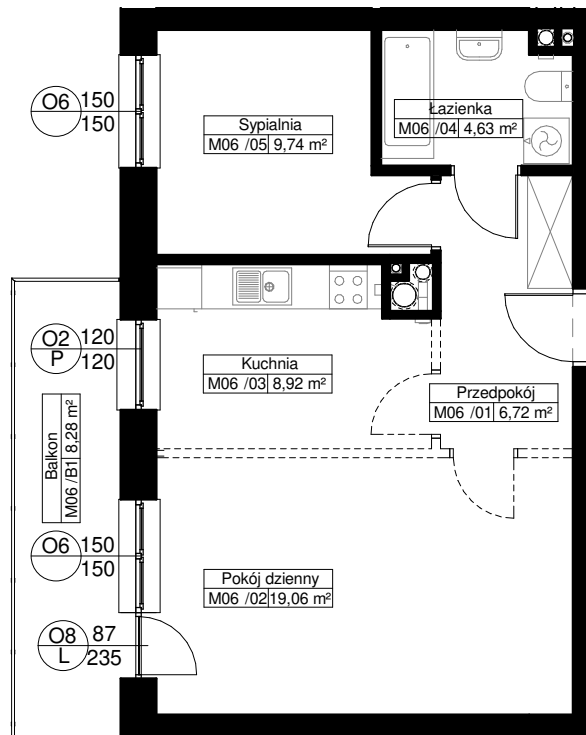 O6 150
150
Sypialnia
M06 /05 9,74 m²
Łazienka
M06 /04 4,63 m²
O2 120
P 120
Kuchnia
M06 /03 8,92 m²
Przedpokój
M06 /01 6,72 m²
Balkon
M06 /B1 8,28 m²
O6 150
150
Pokój dzienny
M06 /02 19,06 m²
O8 87
L 235